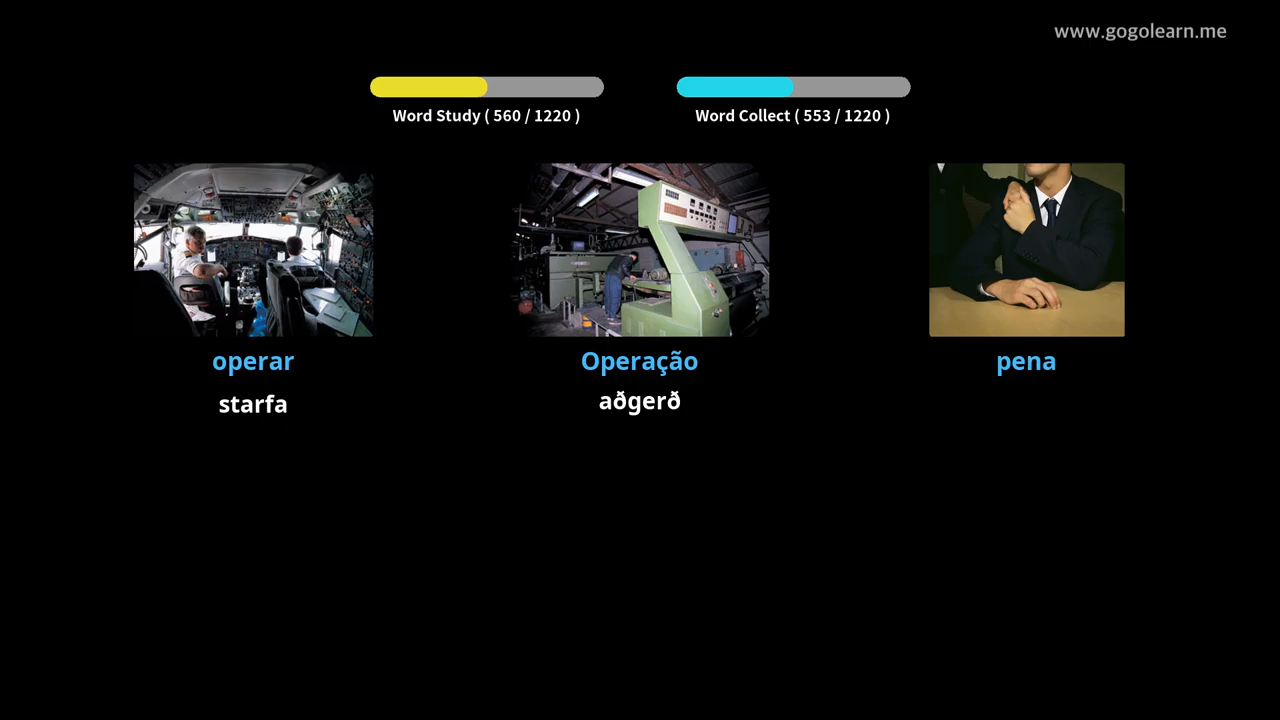 www.gogolearn.me
Word Study ( 560 / 1220 )
Word Collect ( 553 / 1220 )
operar
Operação
pena
starfa
aðgerð